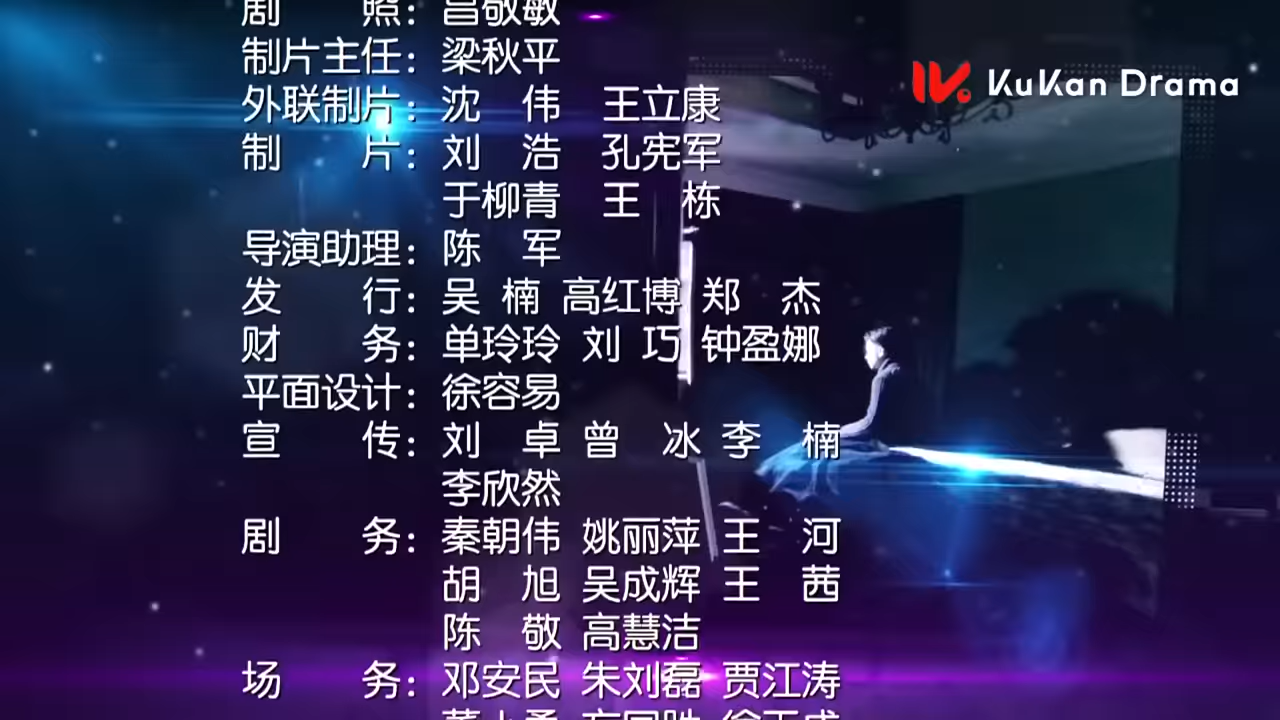 剧 照：吕敬敏
制片主任：梁秋平
KuKan Drama
外联制片：沈 伟 王立康
制 片：刘 浩 孔宪军
于柳青 王 栋
导演助理：陈 军
发 行：吴 楠 高红博 郑 杰
财 务：单玲玲 刘 巧 钟盈娜
平面设计：徐容易
宣 传：刘 卓 曾 冰 李 楠
李欣然
剧 务：秦朝伟 姚丽萍 王 河
胡 旭 吴成辉 王 茜
陈 敬 高慧洁
场 务：邓安民 朱刘磊 贾江涛